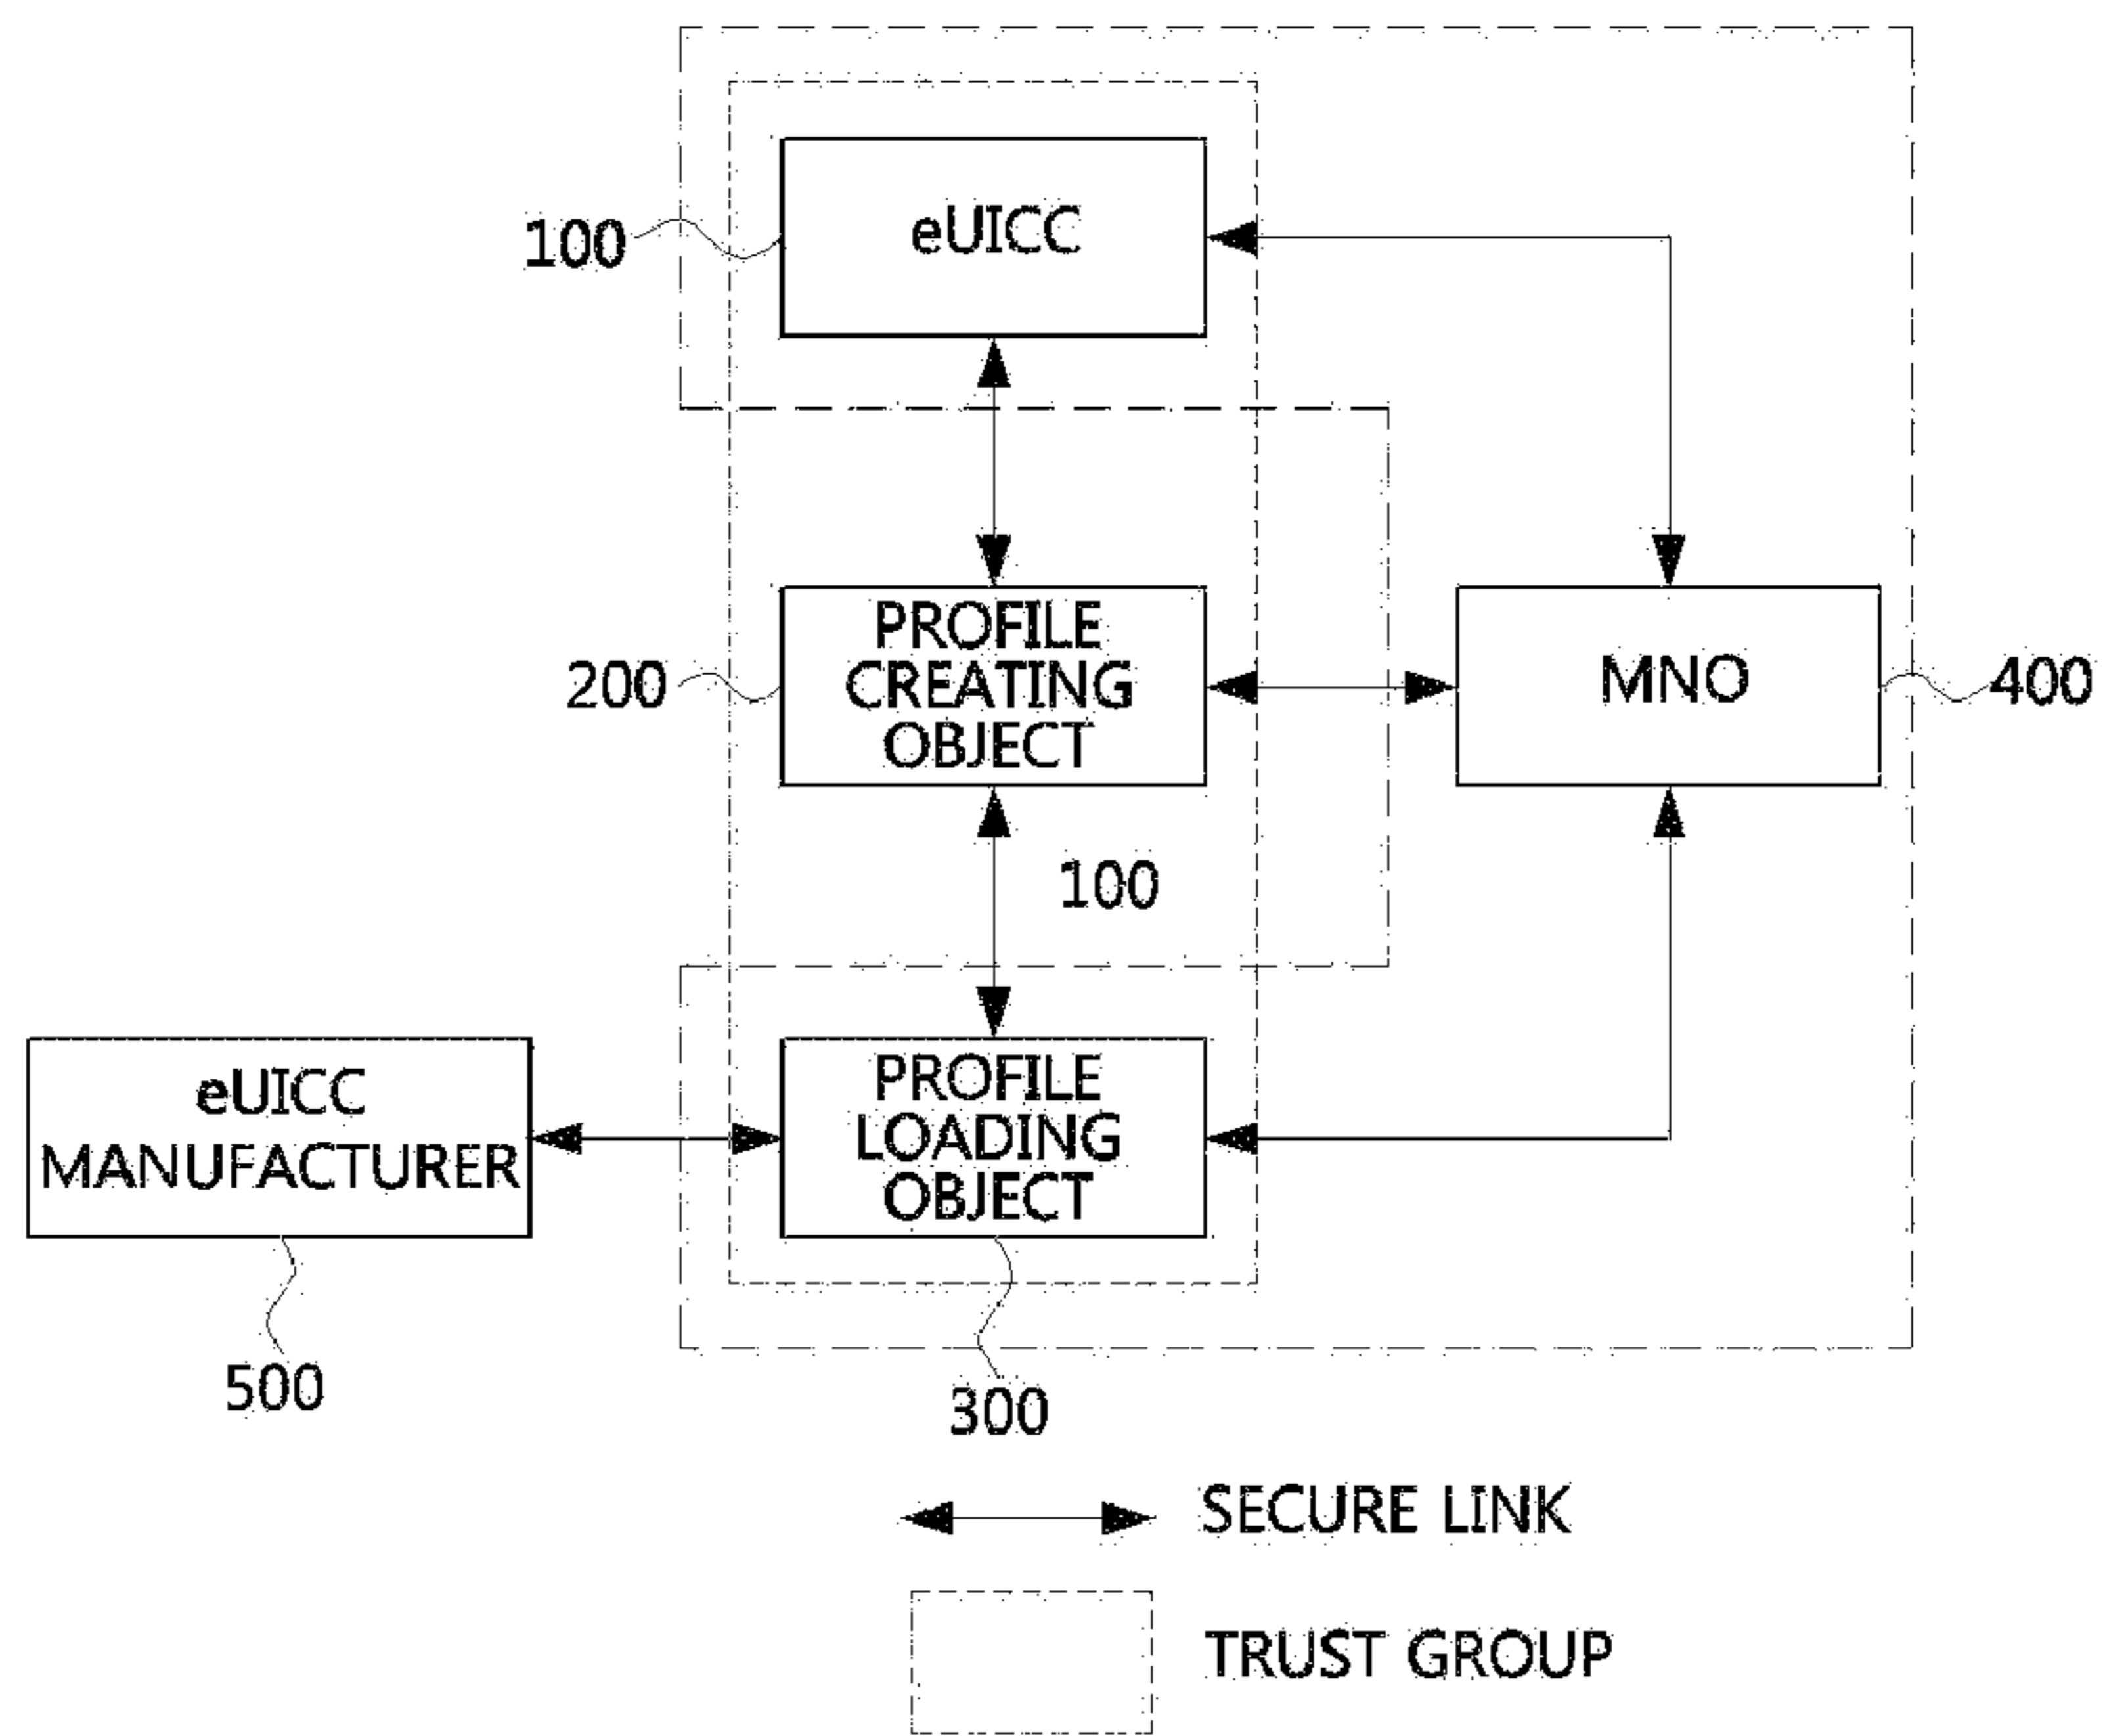 eUICC
100
PROFILE
CREATING
OBJECT
200
MNO
400
100
eUICC
MANUFACTURER
PROFILE
LOADING
OBJECT
500
300
SECURE LINK
TRUST GROUP